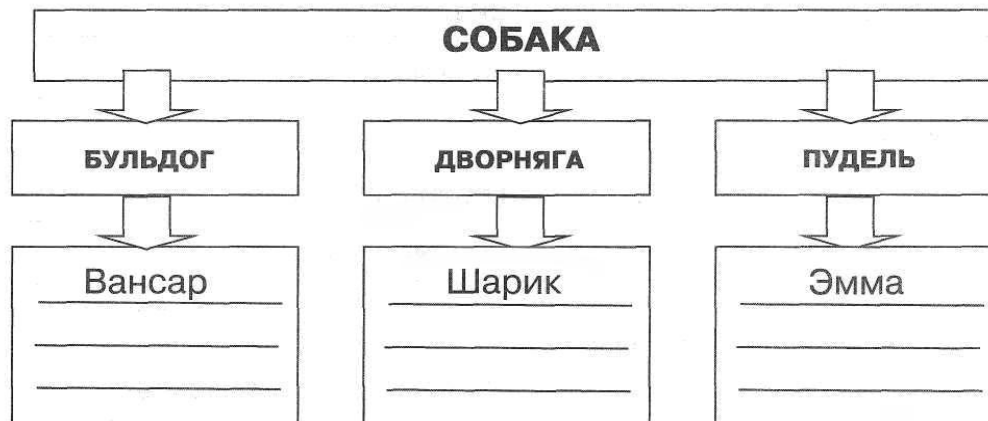 СОБАКА
БУЛЬДОГ
ДВОРНЯГА
ПУДЕЛЬ
Вансар
Шарик
Эмма